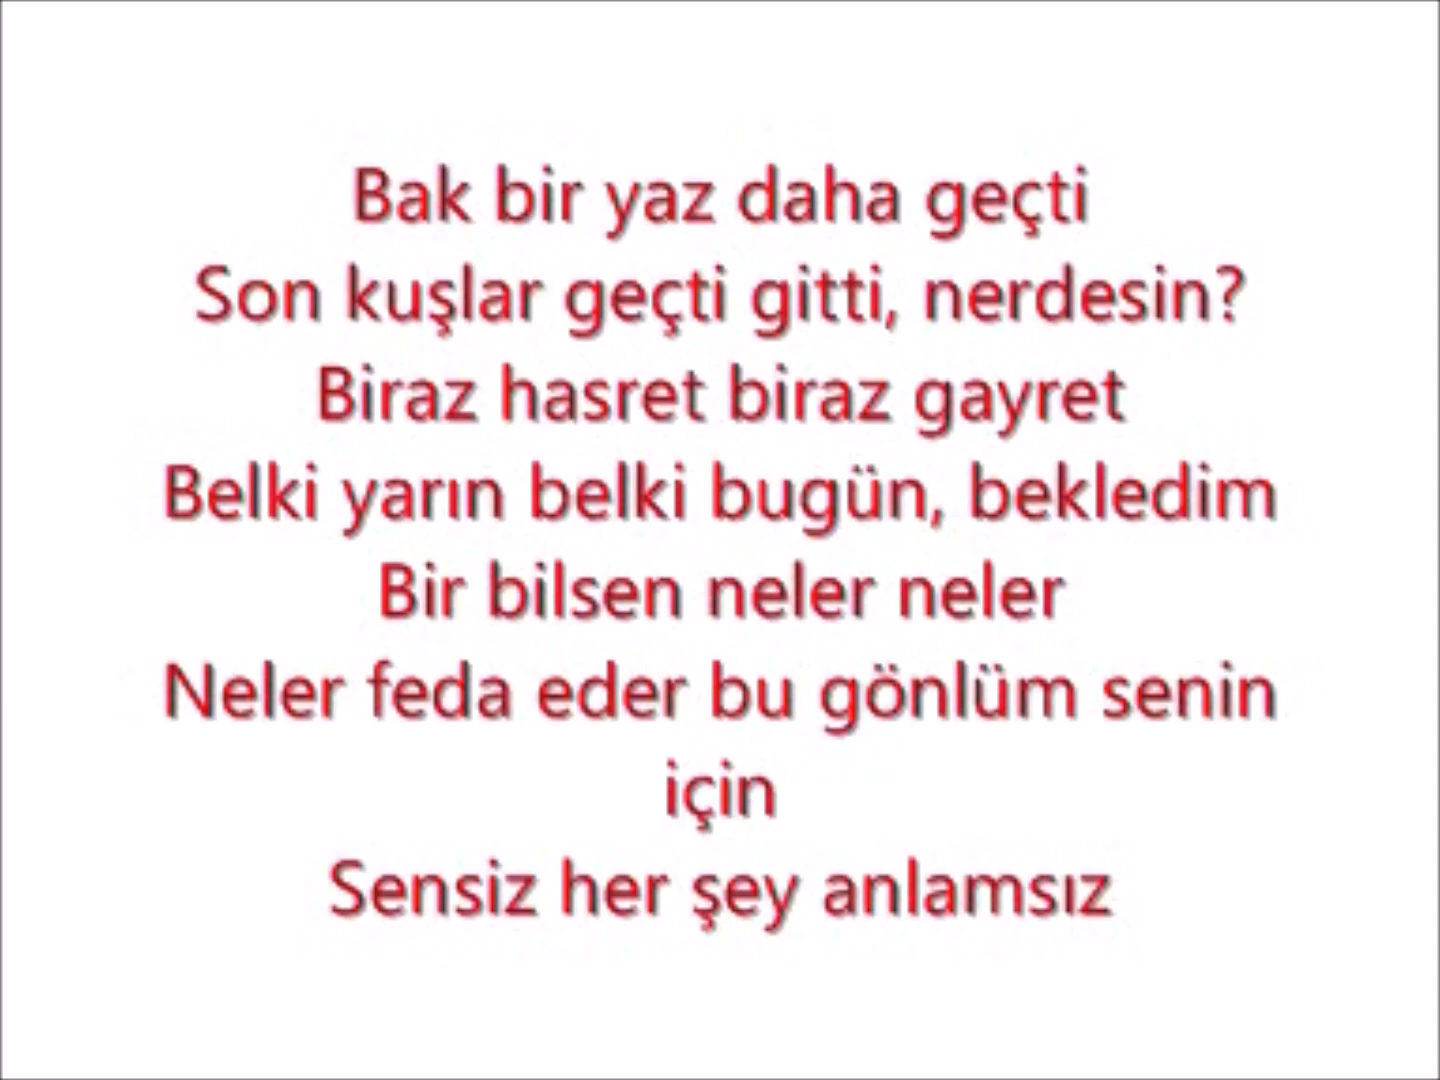 Bak bir yaz daha geçti
Son kuşlar geçti gitti, nerdesin?
Biraz hasret biraz gayret
Belki yarın belki bugün, bekledim
Bir bilsen neler neler
Neler feda eder bu gönlüm senin
için
Sensiz her şey anlamsız